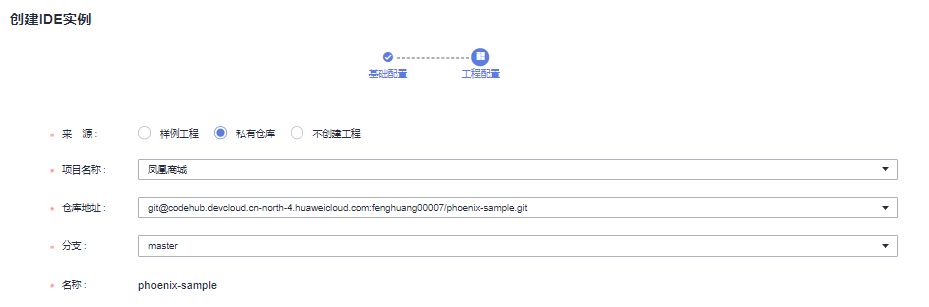 创建IDE实例
基础配置 工程配置
* 来 源： 样例工程 私有仓库 不创建工程
* 项目名称： 凤凰商城
* 仓库地址： git@codehub.devcloud.cn-north-4.huaweicloud.com:fenghuang00007/phoenix-sample.git
* 分支： master
* 名称： phoenix-sample